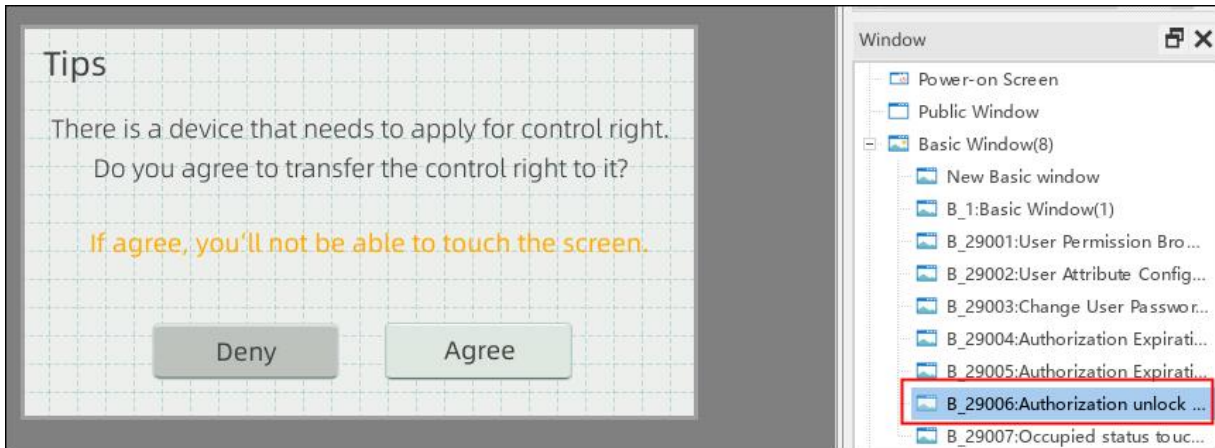 Tips
There is a device that needs to apply for control right.
Do you agree to transfer the control right to it?
If agree, you'll not be able to touch the screen.
Deny
Agree
Window
Power-on Screen
Public Window
Basic Window(8)
New Basic window
B_1:Basic Window(1)
B_29001:User Permission Bro...
B_29002:User Attribute Config...
B_29003:Change User Passwor...
B_29004:Authorization Expirati...
B_29005:Authorization Expirati...
B_29006:Authorization unlock ...
B_29007:Occupied status touc...